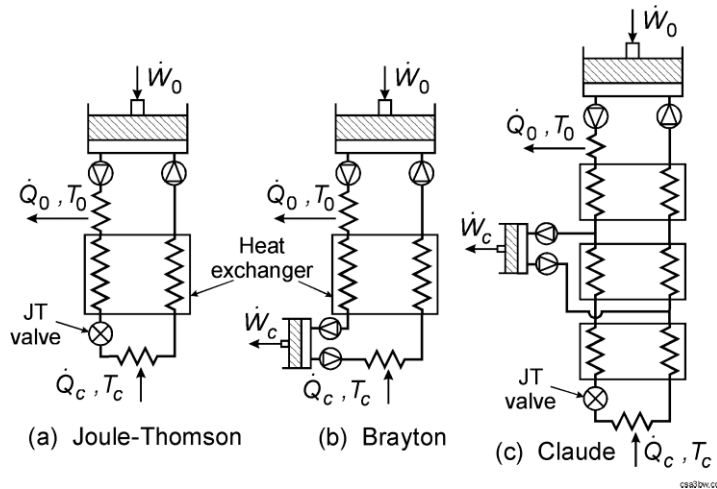 Ẇ₀
Q̇₀ , T₀
JT
valve
Q̇c , Tc
(a) Joule-Thomson
Ẇ₀
Q̇₀ , T₀
Heat
exchanger
Ẇc
Q̇c , Tc
(b) Brayton
Ẇ₀
Q̇₀ , T₀
Ẇc
JT
valve
Q̇c , Tc
(c) Claude